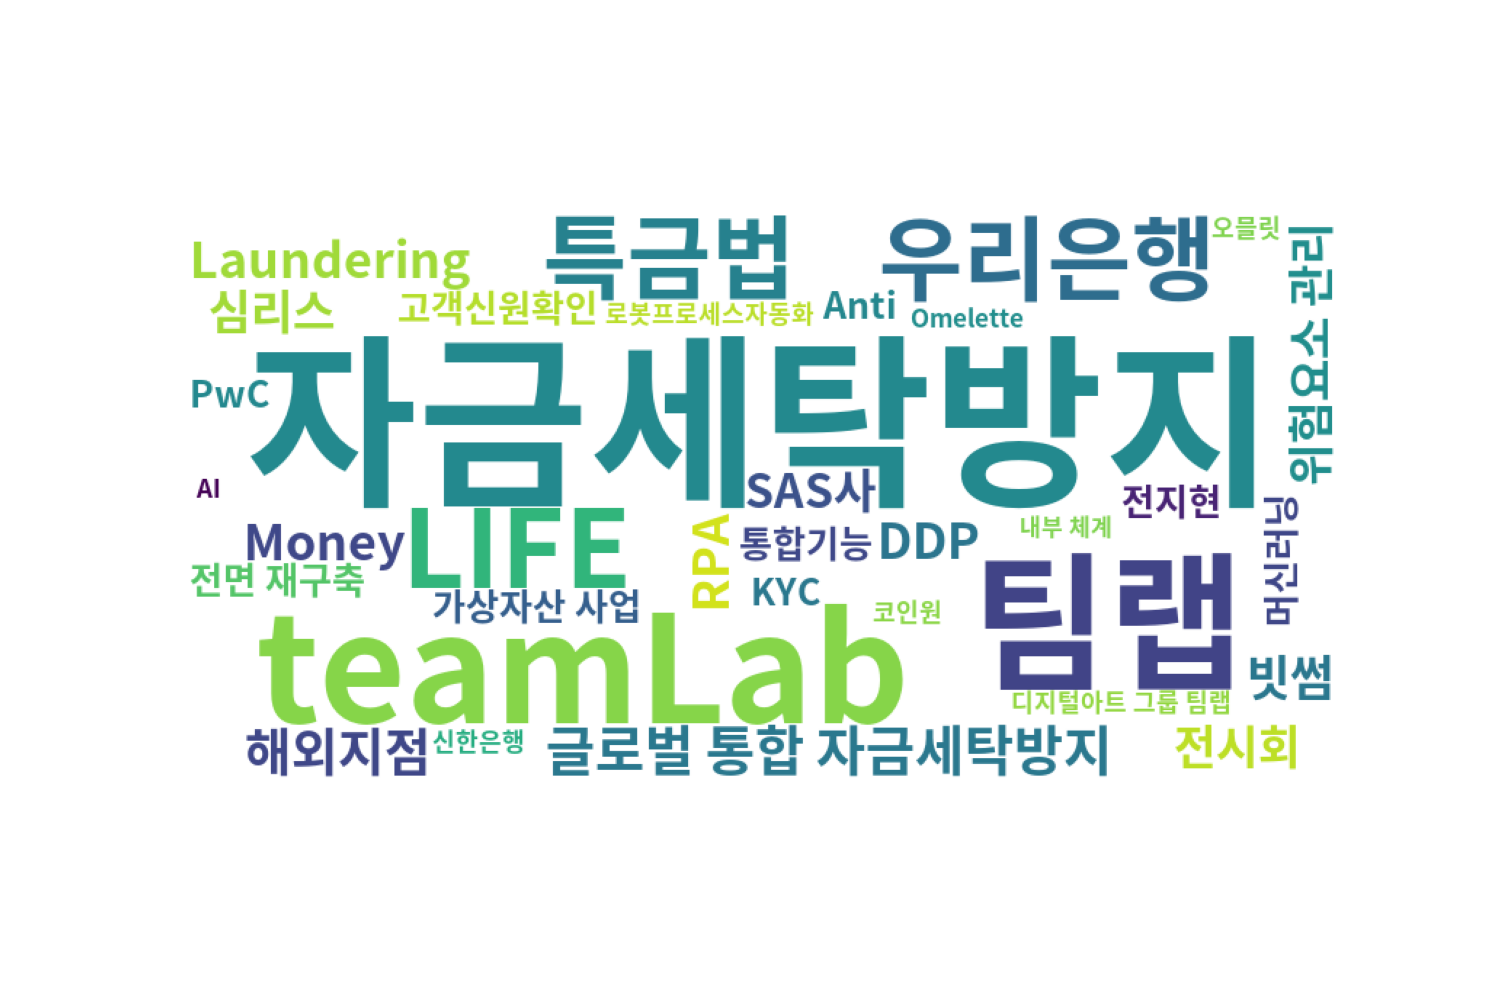 특금법
우리은행
오믈릿
Laundering
심리스
고객신원확인
로봇프로세스자동화
Anti
Omelette
위험요소 관리
자금세탁방지
PwC
AI
SAS사
전지현
Money
LIFE
RPA
통합기능
DDP
내부 체계
머신러닝
전면 재구축
가상자산 사업
KYC
코인원
팀랩
teamLab
빗썸
디지털아트 그룹 팀랩
해외지점
신한은행
글로벌 통합 자금세탁방지
전시회